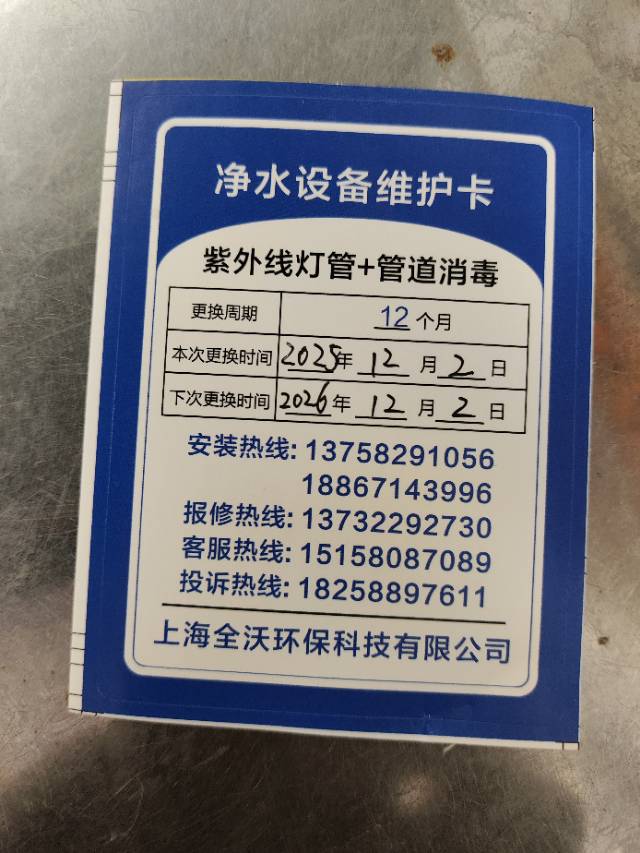 净水设备维护卡
紫外线灯管+管道消毒
更换周期 12个月
本次更换时间 2025年 12 月 2 日
下次更换时间 2026年 12 月 2 日
安装热线: 13758291056
18867143996
报修热线: 13732292730
客服热线: 15158087089
投诉热线: 18258897611
上海全沃环保科技有限公司